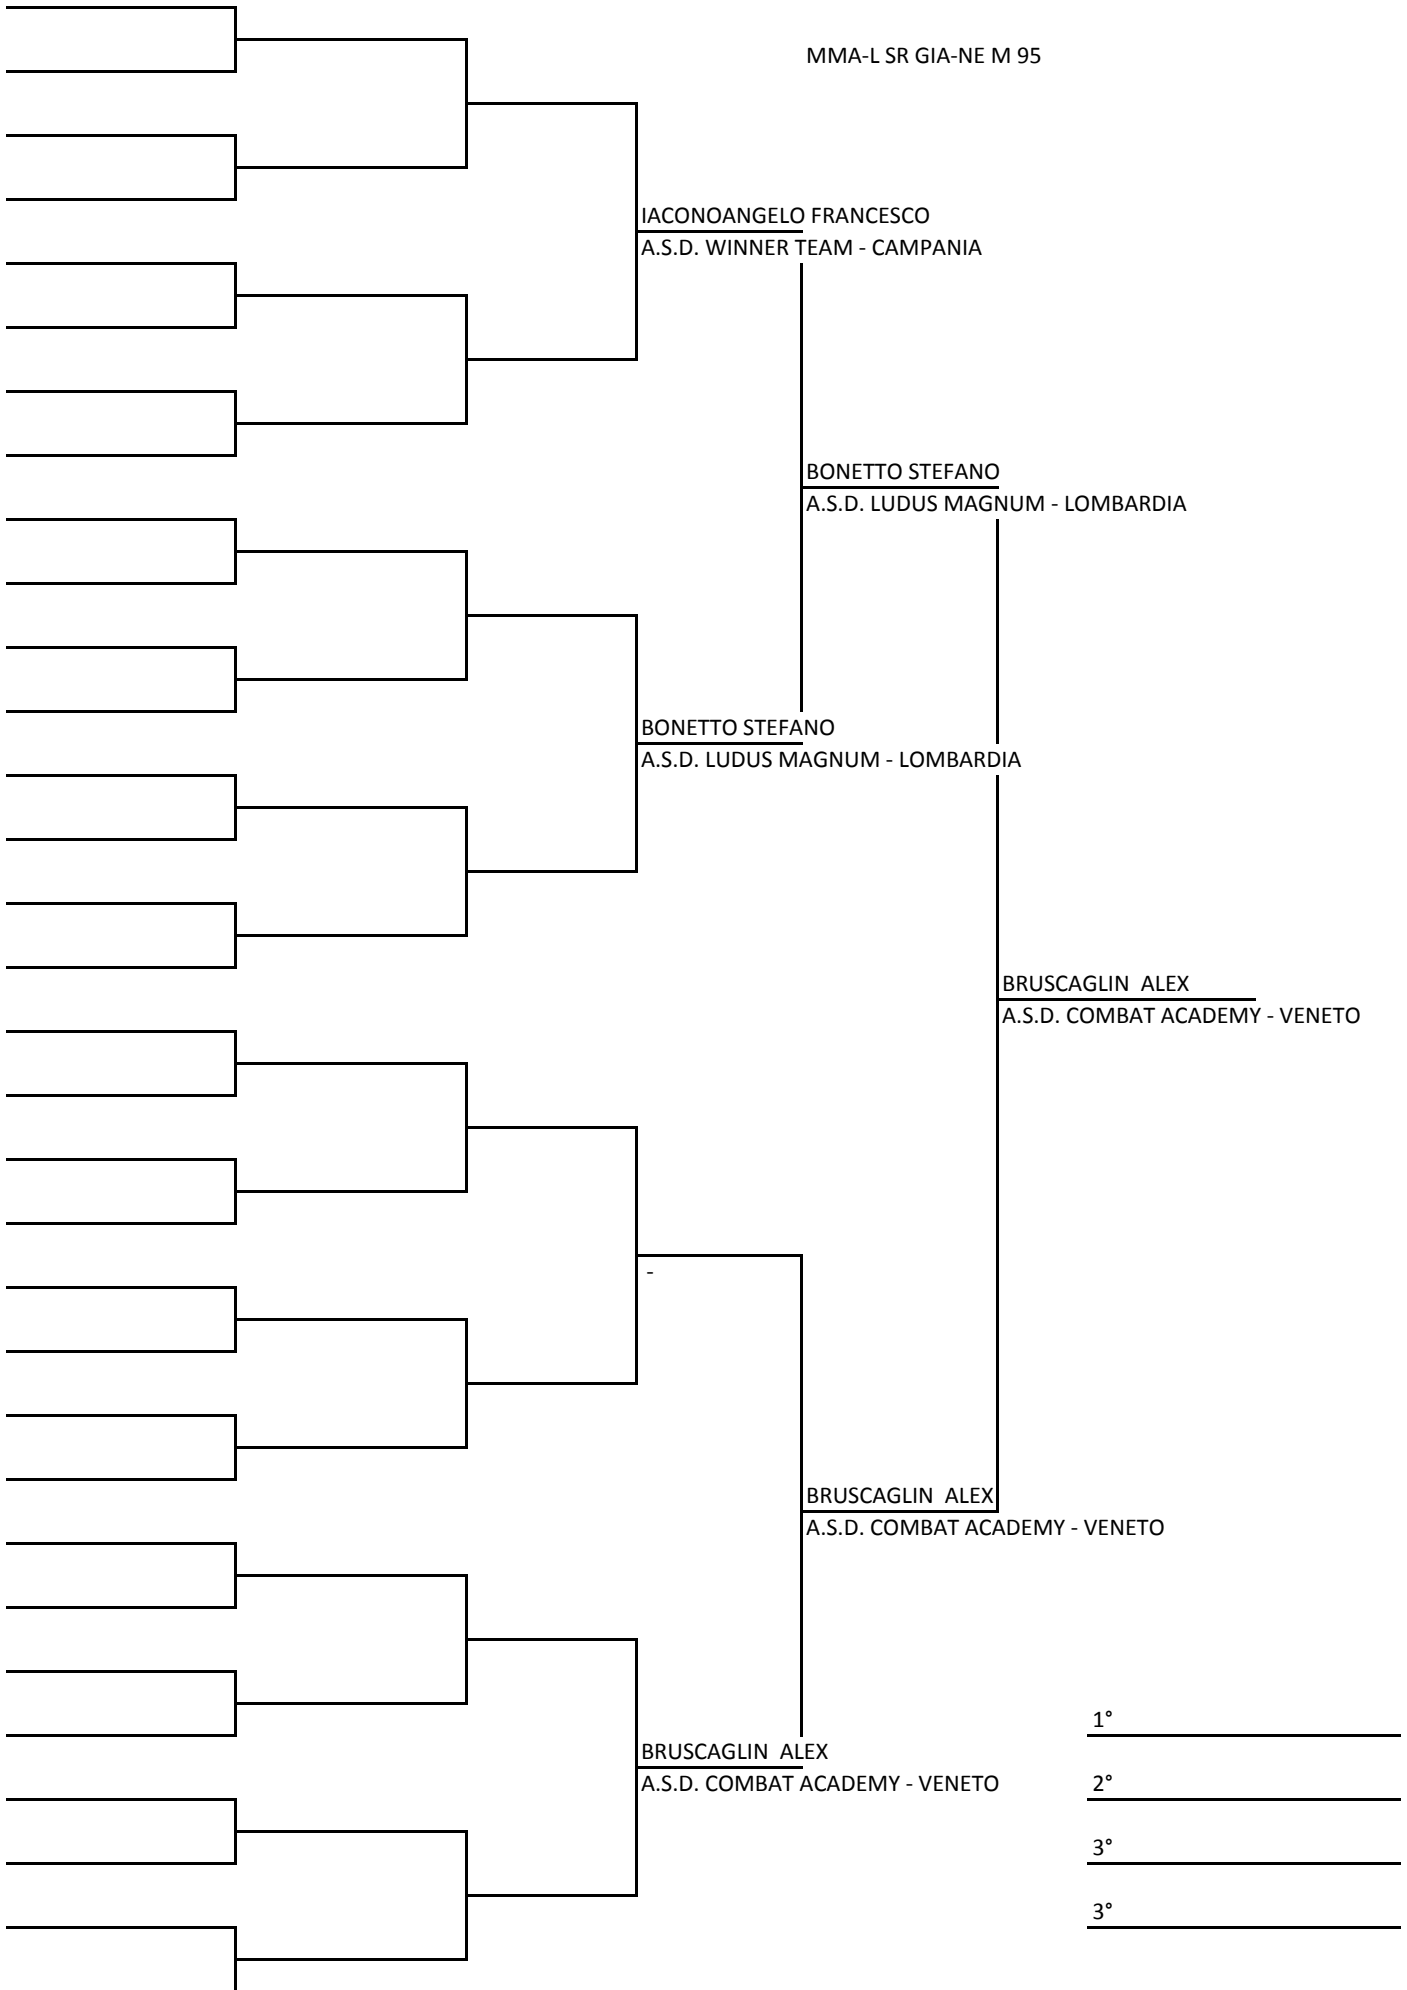 MMA-L SR GIA-NE M 95
IACONOANGELO FRANCESCO
A.S.D. WINNER TEAM - CAMPANIA
BONETTO STEFANO
A.S.D. LUDUS MAGNUM - LOMBARDIA
BONETTO STEFANO
A.S.D. LUDUS MAGNUM - LOMBARDIA
BRUSCAGLIN  ALEX
A.S.D. COMBAT ACADEMY - VENETO
-
BRUSCAGLIN  ALEX
A.S.D. COMBAT ACADEMY - VENETO
1°
BRUSCAGLIN  ALEX
A.S.D. COMBAT ACADEMY - VENETO
2°
3°
3°